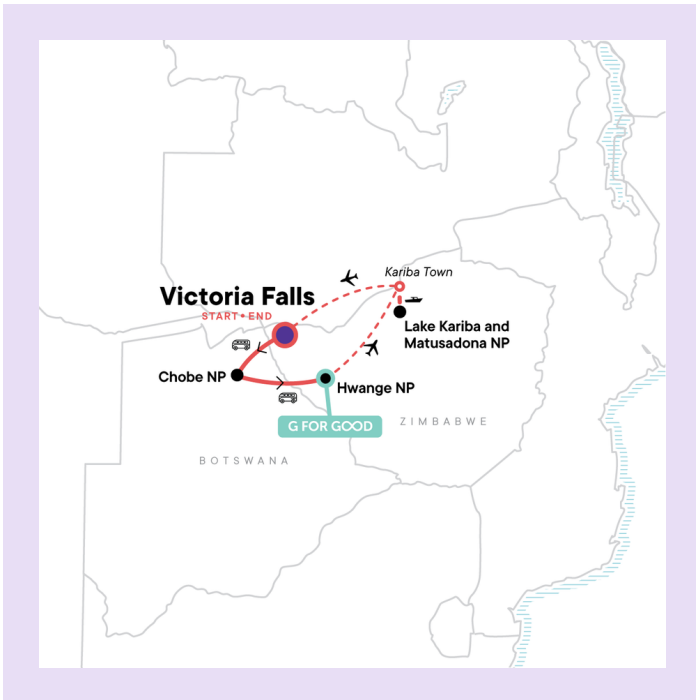 Kariba Town
Victoria Falls
START • END
Lake Kariba and
Matusadona NP
Chobe NP
Hwange NP
G FOR GOOD
ZIMBABWE
BOTSWANA